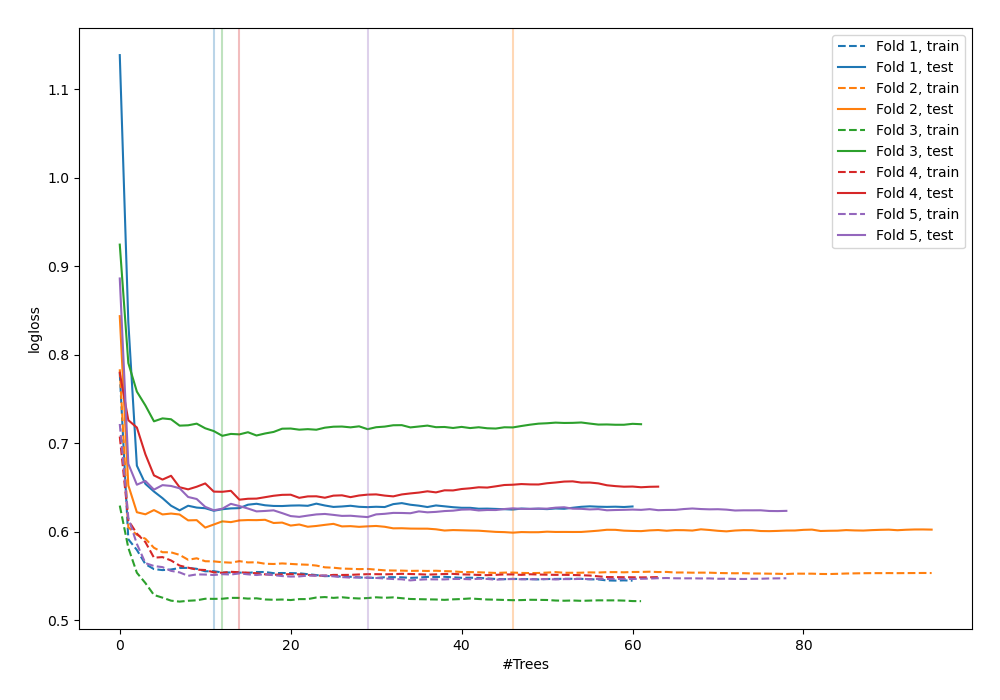 Fold 1, train
Fold 1, test
Fold 2, train
Fold 2, test
Fold 3, train
Fold 3, test
Fold 4, train
Fold 4, test
Fold 5, train
Fold 5, test
1.1
1.0
0.9
0.8
0.7
0.6
0.5
logloss
0 20 40 60 80
#Trees